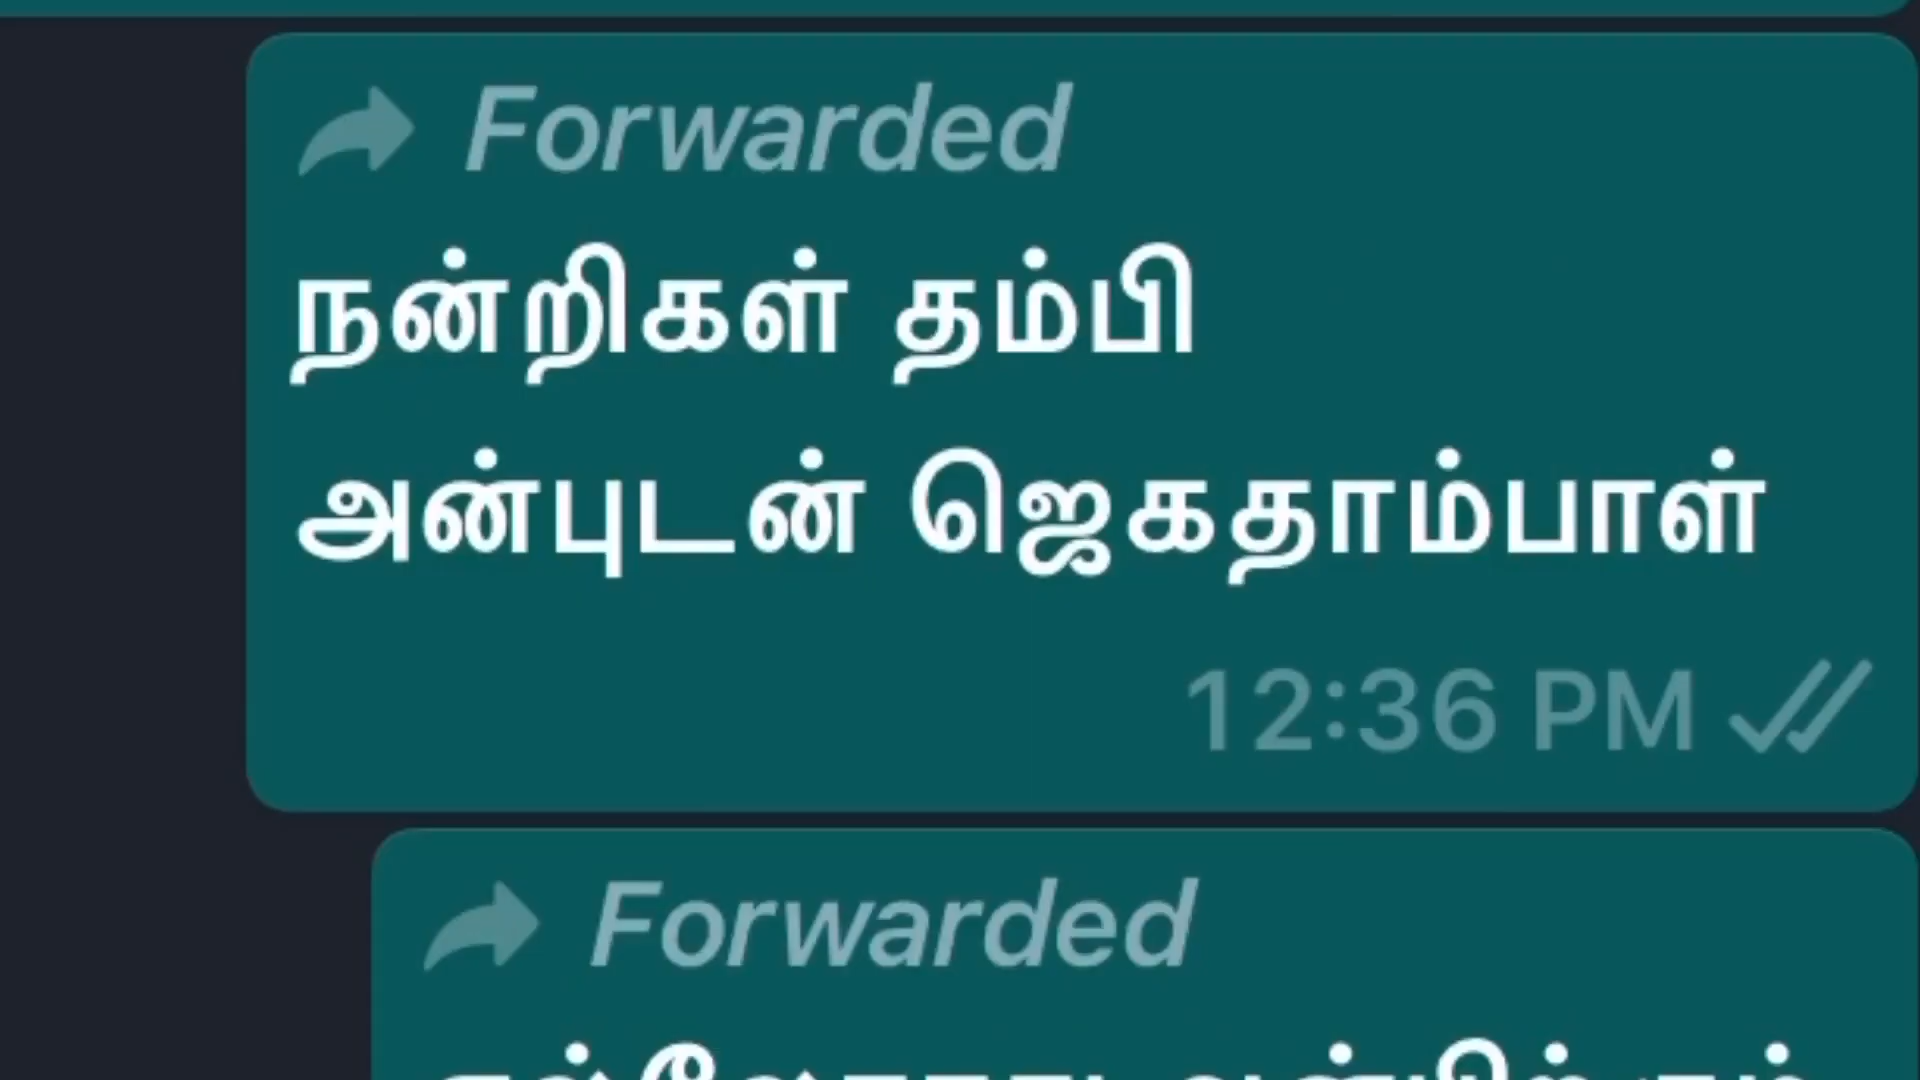 Forwarded
நன்றிகள் தம்பி
அன்புடன் ஜெகதாம்பாள்
12:36 PM
Forwarded